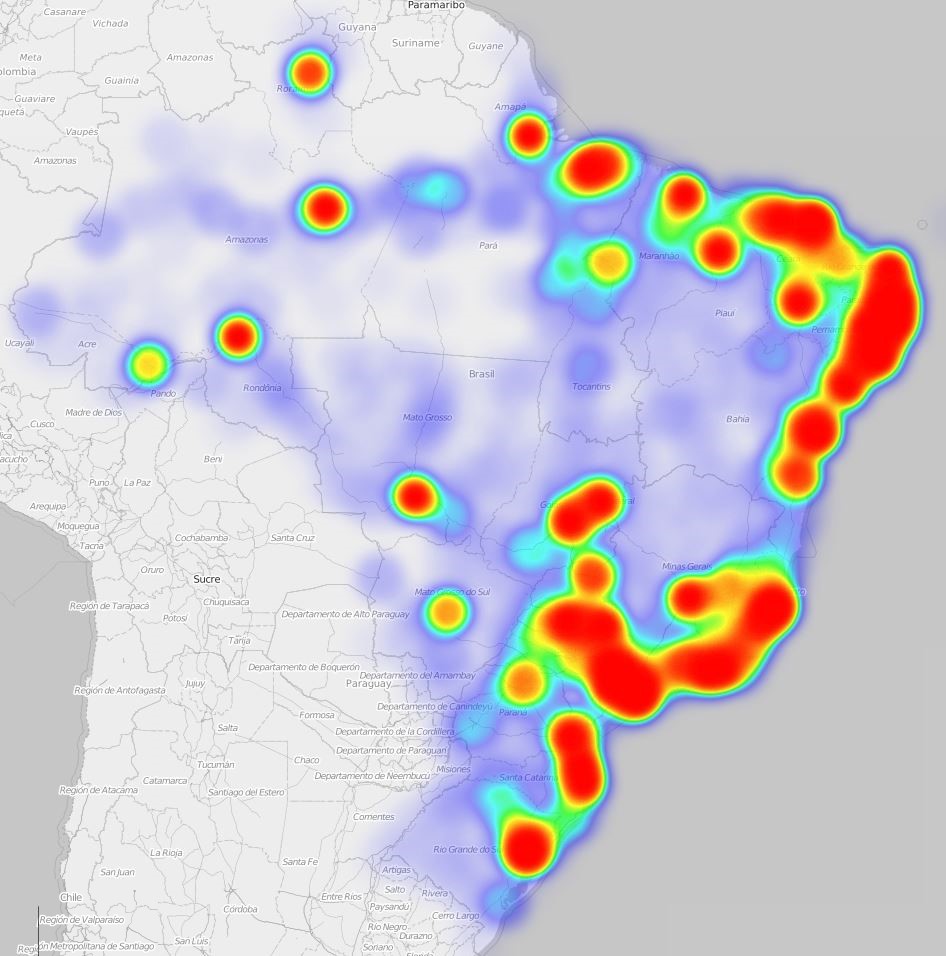 Paramaribo
Casanare
Vichada
Guyana
Suriname
Guyane
Meta
Amazonas
olombia
Guainía
Guaviare
Amapá
queta
Vaupés
Amazonas
Amazonas
Pará
Maranhão
Ceará
Piauí
Pernam
Ucayali
Acre
Brasil
Pando
Rondônia
Tocantins
Madre de Dios
Mato Grosso
Bahia
Cusco
Beni
Puno
La Paz
Arequipa
Moquegua
Cochabamba
Santa Cruz
Tacna
Oruro
Minas Gerais
Sucre
Mato Grosso do Sul
Chuquisaca
Región de Tarapacá
Departamento de Alto Paraguay
Potosí
Tarija
Departamento de Boquerón
Departamento del Amambay
Jujuy
Paraguay
Región de Antofagasta
Departamento de Canindeyú
Paraná
Formosa
Salta
Departamento de la Cordillera
Departamento de Paraguarí
Tucumán
Chaco
Misiones
Santa Catarina
Departamento de Ñeembucú
Catamarca
Región de Atacama
Santiago del Estero
Corrientes
La Rioja
Rio Grande do S
Santa Fe
San Juan
Artigas
Salto
Rivera
Chile
Entre Ríos
Paysandú
Córdoba
Cerro Largo
Región de Valparaíso
Río Negro
Durazno
San Luis
Región Metropolitana de Santiago
Soriano